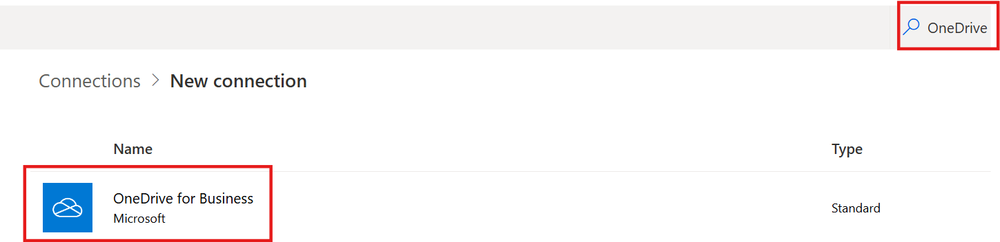 OneDrive
Connections > New connection
Name Type
OneDrive for Business
Microsoft
Standard